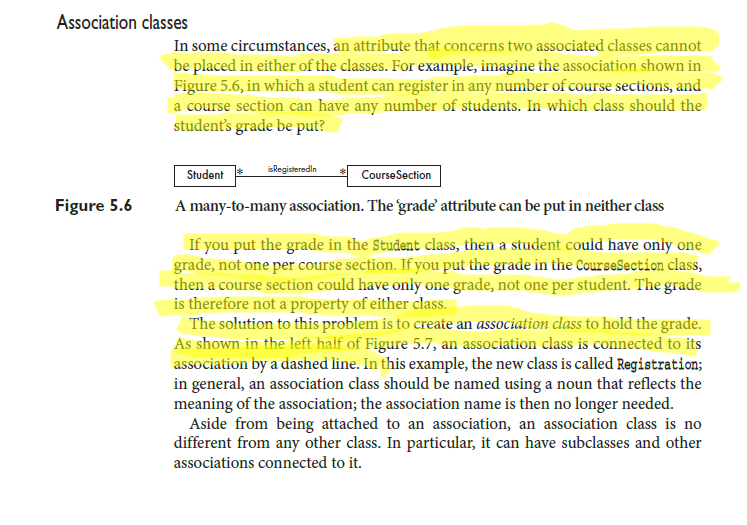 Association classes
In some circumstances, an attribute that concerns two associated classes cannot
be placed in either of the classes. For example, imagine the association shown in
Figure 5.6, in which a student can register in any number of course sections, and
a course section can have any number of students. In which class should the
student's grade be put?
Student * isRegisteredIn * CourseSection
Figure 5.6 A many-to-many association. The 'grade' attribute can be put in neither class
If you put the grade in the Student class, then a student could have only one
grade, not one per course section. If you put the grade in the CourseSection class,
then a course section could have only one grade, not one per student. The grade
is therefore not a property of either class.
The solution to this problem is to create an association class to hold the grade.
As shown in the left half of Figure 5.7, an association class is connected to its
association by a dashed line. In this example, the new class is called Registration;
in general, an association class should be named using a noun that reflects the
meaning of the association; the association name is then no longer needed.
Aside from being attached to an association, an association class is no
different from any other class. In particular, it can have subclasses and other
associations connected to it.